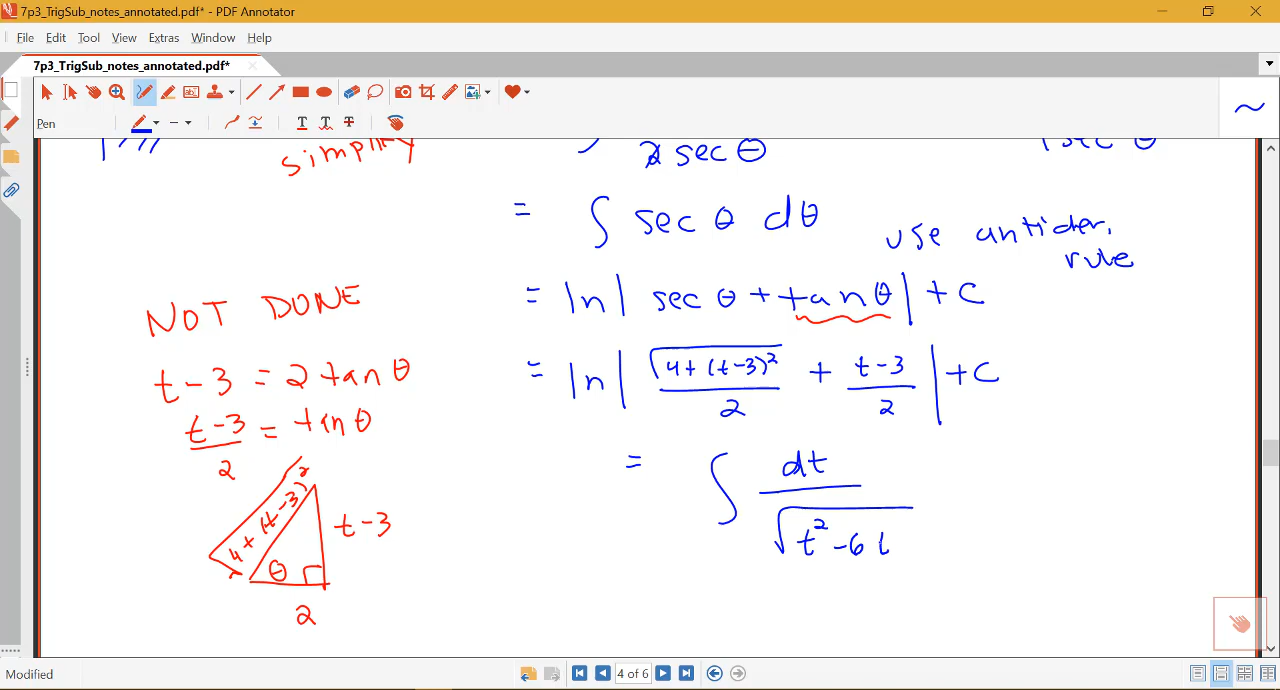 7p3_TrigSub_notes_annotated.pdf* - PDF Annotator
File Edit Tool View Extras Window Help
7p3_TrigSub_notes_annotated.pdf*
Pen
simplify
2 sec θ
sec θ
= ∫ sec θ dθ
use antider. rule
NOT DONE
= ln| sec θ + tan θ | + C
t - 3 = 2 tan θ
= ln| √(4 + (t-3)²)/2 + (t-3)/2 | + C
(t-3)/2 = tan θ
= ∫ dt/√(t² - 6t
√(4 + (t-3)²)
t - 3
θ
2
Modified
4 of 6